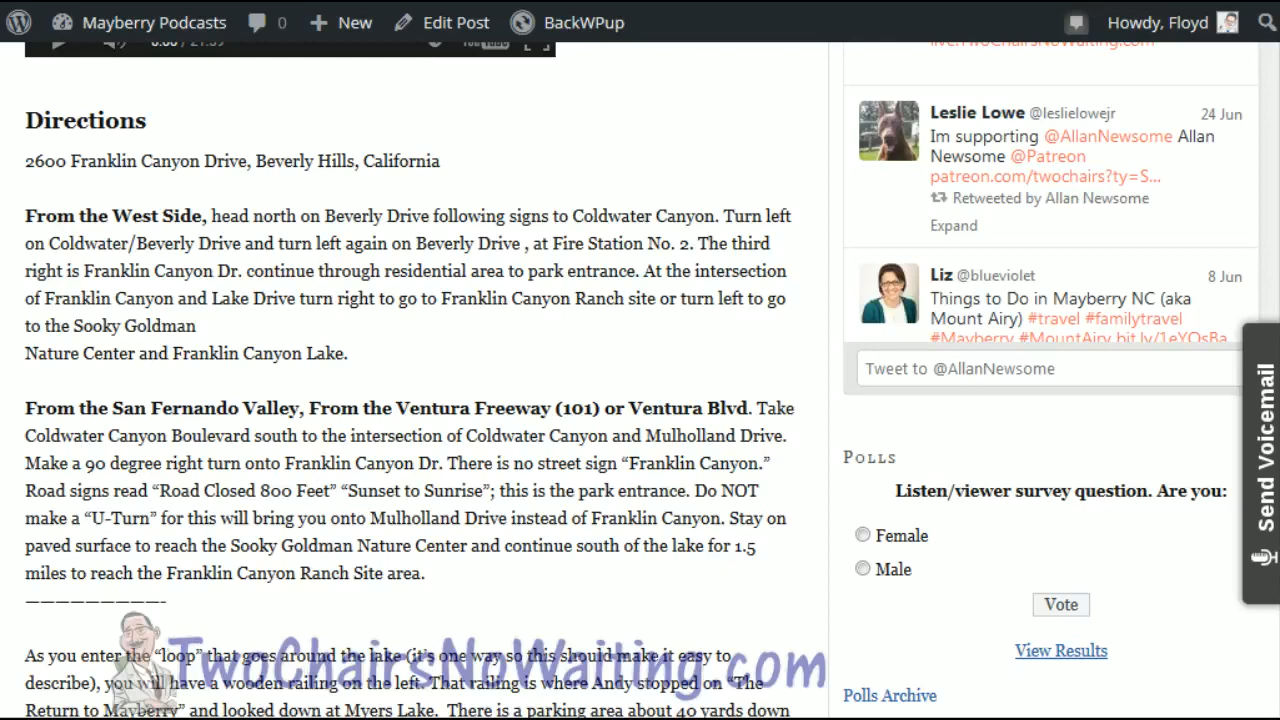 Mayberry Podcasts 0 New Edit Post BackWPup Howdy, Floyd
Directions
2600 Franklin Canyon Drive, Beverly Hills, California
From the West Side, head north on Beverly Drive following signs to Coldwater Canyon. Turn left
on Coldwater/Beverly Drive and turn left again on Beverly Drive , at Fire Station No. 2. The third
right is Franklin Canyon Dr. continue through residential area to park entrance. At the intersection
of Franklin Canyon and Lake Drive turn right to go to Franklin Canyon Ranch site or turn left to go
to the Sooky Goldman
Nature Center and Franklin Canyon Lake.
From the San Fernando Valley, From the Ventura Freeway (101) or Ventura Blvd. Take
Coldwater Canyon Boulevard south to the intersection of Coldwater Canyon and Mulholland Drive.
Make a 90 degree right turn onto Franklin Canyon Dr. There is no street sign “Franklin Canyon.”
Road signs read “Road Closed 800 Feet” “Sunset to Sunrise”; this is the park entrance. Do NOT
make a “U-Turn” for this will bring you onto Mulholland Drive instead of Franklin Canyon. Stay on
paved surface to reach the Sooky Goldman Nature Center and continue south of the lake for 1.5
miles to reach the Franklin Canyon Ranch Site area.
—————————-
As you enter the “loop” that goes around the lake (it’s one way so this should make it easy to
describe), you will have a wooden railing on the left. That railing is where Andy stopped on “The
Return to Mayberry” and looked down at Myers Lake. There is a parking area about 40 yards down
TwoChairsNoWaiting.com
live.TwoChairsNoWaiting.com
Leslie Lowe @leslielowejr 24 Jun
Im supporting @AllanNewsome Allan
Newsome @Patreon
patreon.com/twochairs?ty=S...
Retweeted by Allan Newsome
Expand
Liz @blueviolet 8 Jun
Things to Do in Mayberry NC (aka
Mount Airy) #travel #familytravel
#Mayberry #MountAiry bit.ly/1eYOsBa
Tweet to @AllanNewsome
Polls
Listen/viewer survey question. Are you:
Female
Male
Vote
View Results
Polls Archive
Send Voicemail